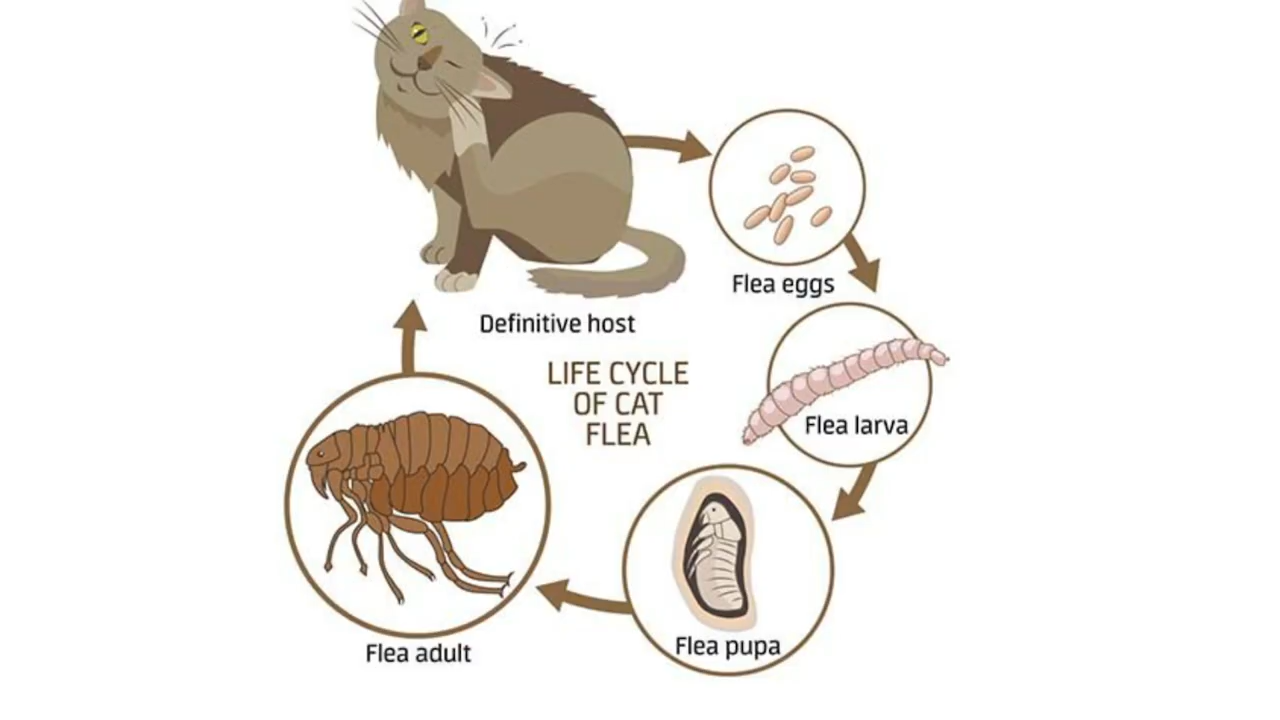 Flea eggs
Definitive host
LIFE CYCLE
OF CAT
FLEA
Flea larva
Flea pupa
Flea adult